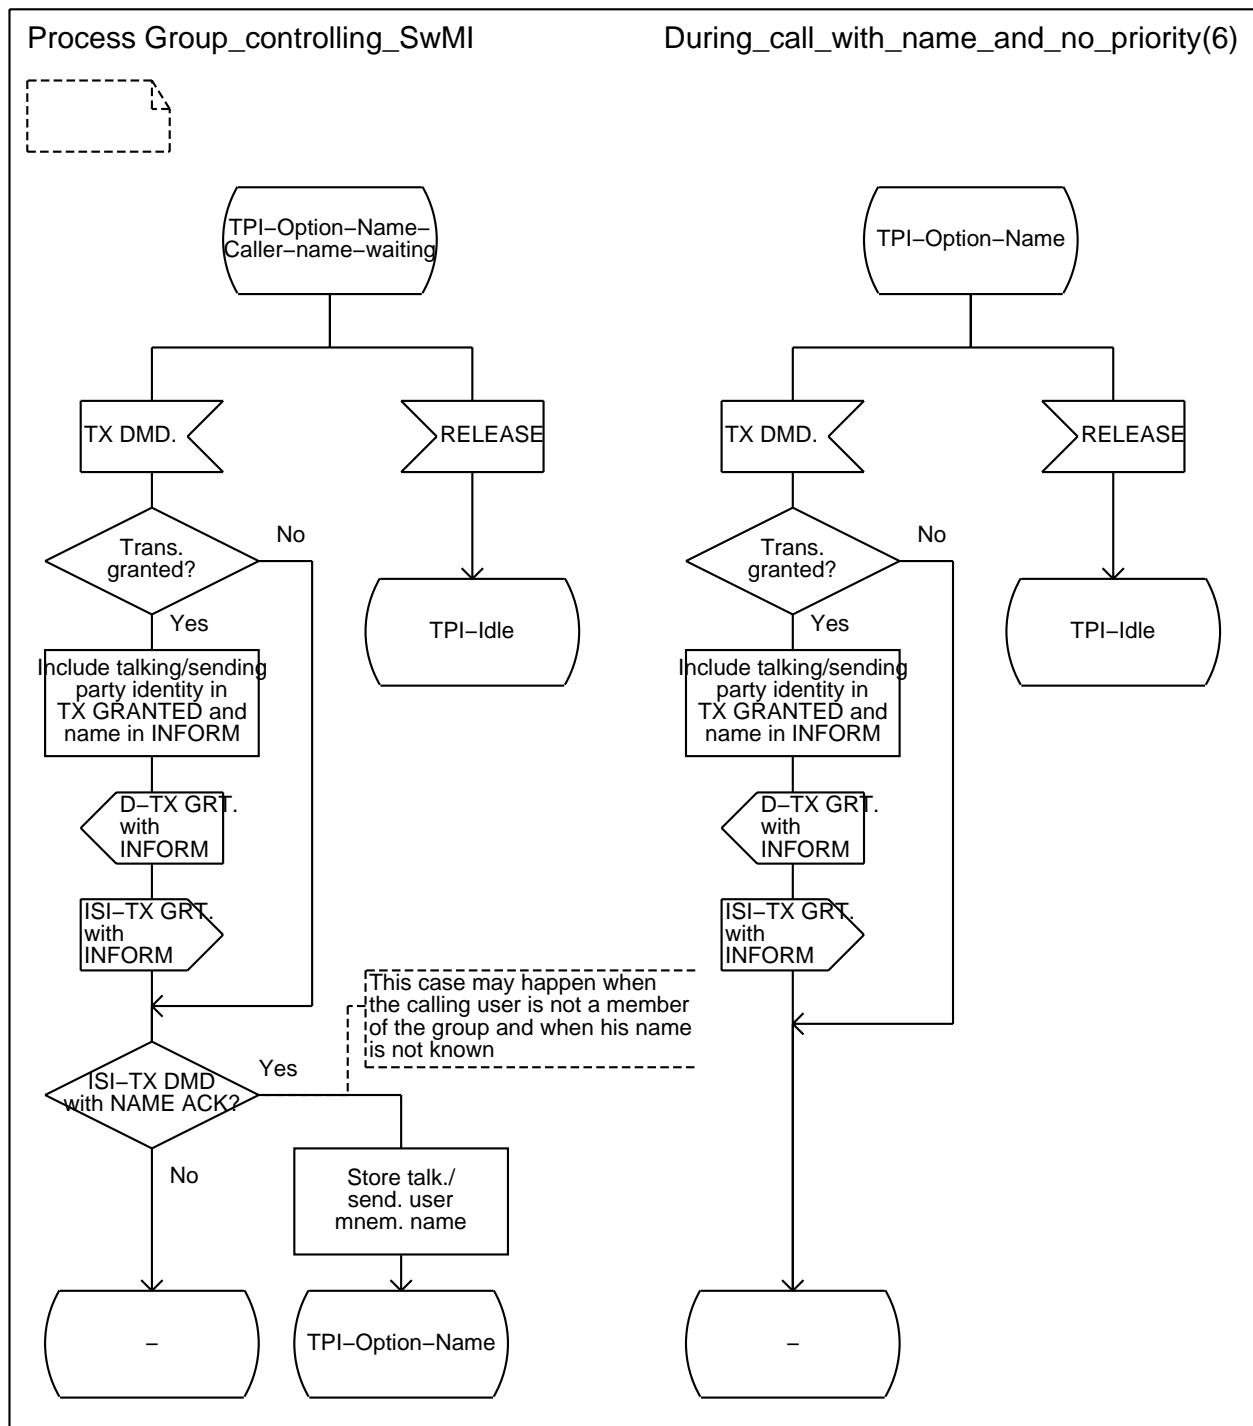 Process Group_controlling_SwMI
During_call_with_name_and_no_priority(6)
TPI–Option–Name–
Caller–name–waiting
TPI–Option–Name
TX DMD.
RELEASE
TX DMD.
RELEASE
Trans.
granted?
No
Yes
TPI–Idle
Trans.
granted?
No
Yes
TPI–Idle
Include talking/sending
party identity in
TX GRANTED and
name in INFORM
Include talking/sending
party identity in
TX GRANTED and
name in INFORM
D–TX GRT.
with
INFORM
D–TX GRT.
with
INFORM
ISI–TX GRT.
with
INFORM
ISI–TX GRT.
with
INFORM
This case may happen when
the calling user is not a member
of the group and when his name
is not known
ISI–TX DMD
with NAME ACK?
Yes
No
Store talk./
send. user
mnem. name
–
TPI–Option–Name
–